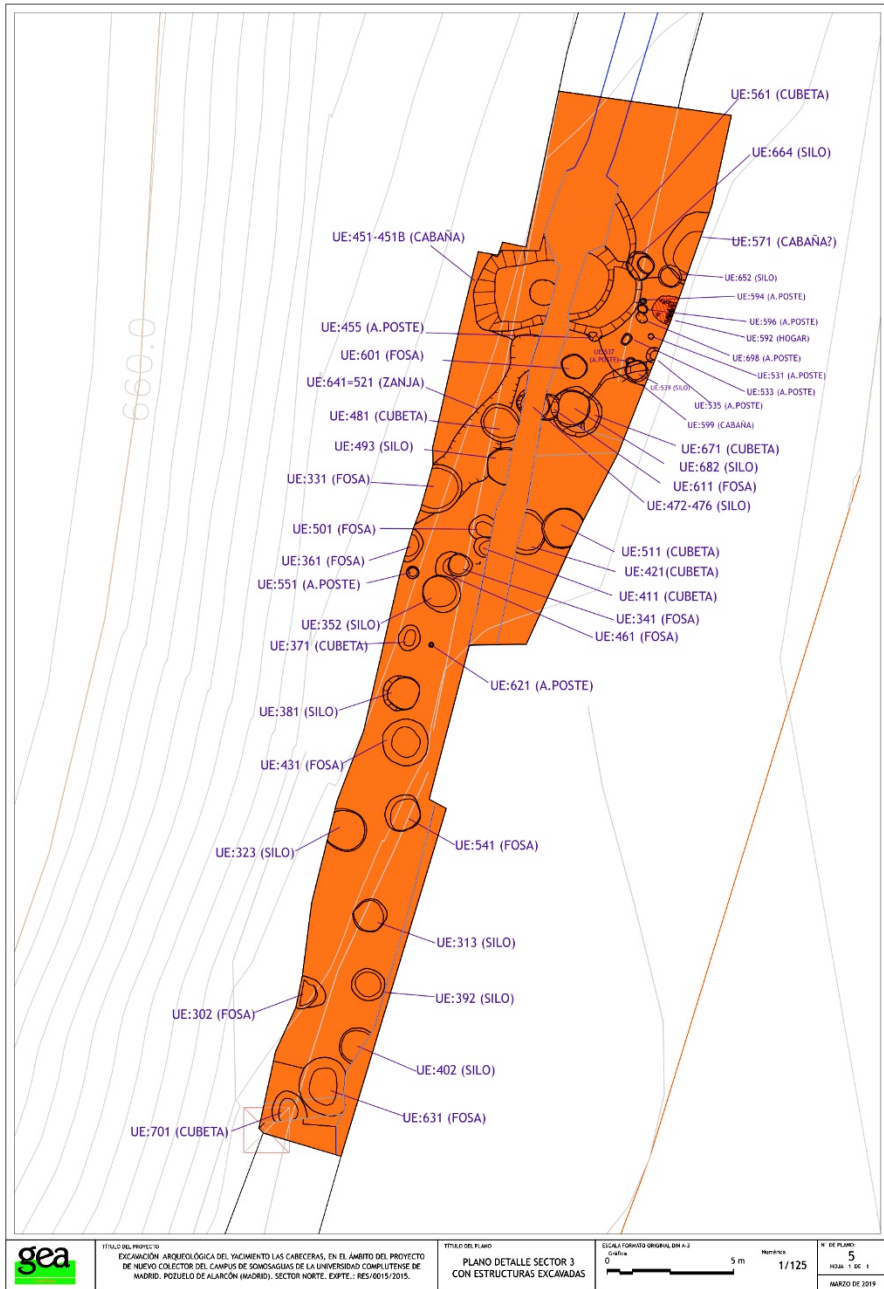 UE:561 (CUBETA)
UE:664 (SILO)
UE:451-451B (CABAÑA)
UE:571 (CABAÑA?)
UE:652 (SILO)
UE:594 (A.POSTE)
660.0
UE:455 (A.POSTE)
UE:596 (A.POSTE)
UE:592 (HOGAR)
UE:601 (FOSA)
UE:537
(A.POSTE)
UE:698 (A.POSTE)
UE:531 (A.POSTE)
UE:641=521 (ZANJA)
UE:539 (SILO)
UE:533 (A.POSTE)
UE:535 (A.POSTE)
UE:481 (CUBETA)
UE:599 (CABAÑA)
UE:493 (SILO)
UE:671 (CUBETA)
UE:682 (SILO)
UE:331 (FOSA)
UE:611 (FOSA)
UE:472-476 (SILO)
UE:501 (FOSA)
UE:511 (CUBETA)
UE:361 (FOSA)
UE:421(CUBETA)
UE:551 (A.POSTE)
UE:411 (CUBETA)
UE:341 (FOSA)
UE:352 (SILO)
UE:461 (FOSA)
UE:371 (CUBETA)
UE:621 (A.POSTE)
UE:381 (SILO)
UE:431 (FOSA)
UE:323 (SILO)
UE:541 (FOSA)
UE:313 (SILO)
UE:392 (SILO)
UE:302 (FOSA)
UE:402 (SILO)
UE:631 (FOSA)
UE:701 (CUBETA)
gea
TÍTULO DEL PROYECTO
EXCAVACIÓN ARQUEOLÓGICA DEL YACIMIENTO LAS CABECERAS, EN EL ÁMBITO DEL PROYECTO
DE NUEVO COLECTOR DEL CAMPUS DE SOMOSAGUAS DE LA UNIVERSIDAD COMPLUTENSE DE
MADRID. POZUELO DE ALARCÓN (MADRID). SECTOR NORTE. EXPTE.: RES/0015/2015.
TÍTULO DEL PLANO
PLANO DETALLE SECTOR 3
CON ESTRUCTURAS EXCAVADAS
ESCALA FORMATO ORIGINAL DIN A-3
Gráfica
0 5 m
Numérica
1/125
Nº DE PLANO:
5
HOJA 1 DE 1
MARZO DE 2019